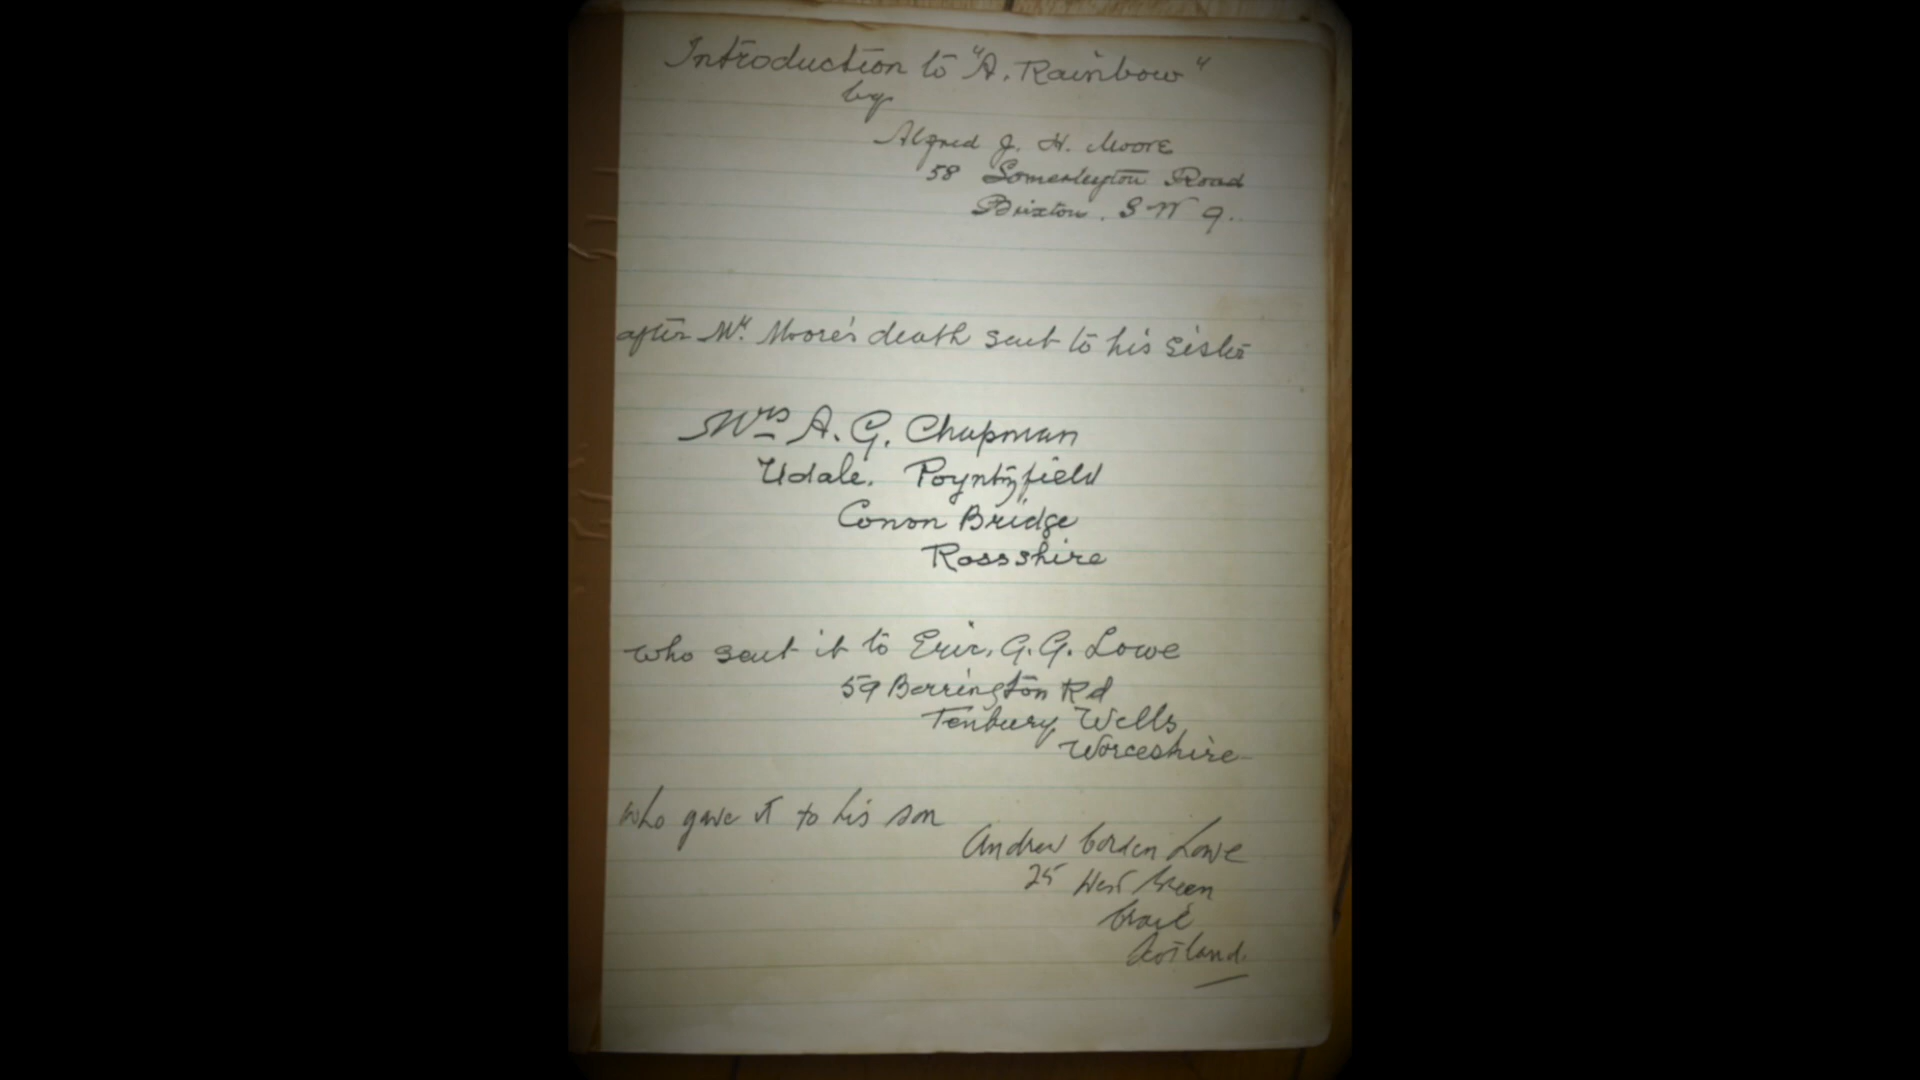 Introduction to "A. Rainbow"
by
Alfred J. H. Moore
58 Somerleyton Road
Brixton. S W 9.
after Mr. Moore's death sent to his sister
Mrs A. G. Chapman
Udale. Poyntzfield
Conon Bridge
Rossshire
who sent it to Eric. G. G. Lowe
59 Berrington Rd
Tenbury Wells
Worceshire
who gave it to his son
Andrew Gordon Lowe
25 West Green
Crail
Scotland.